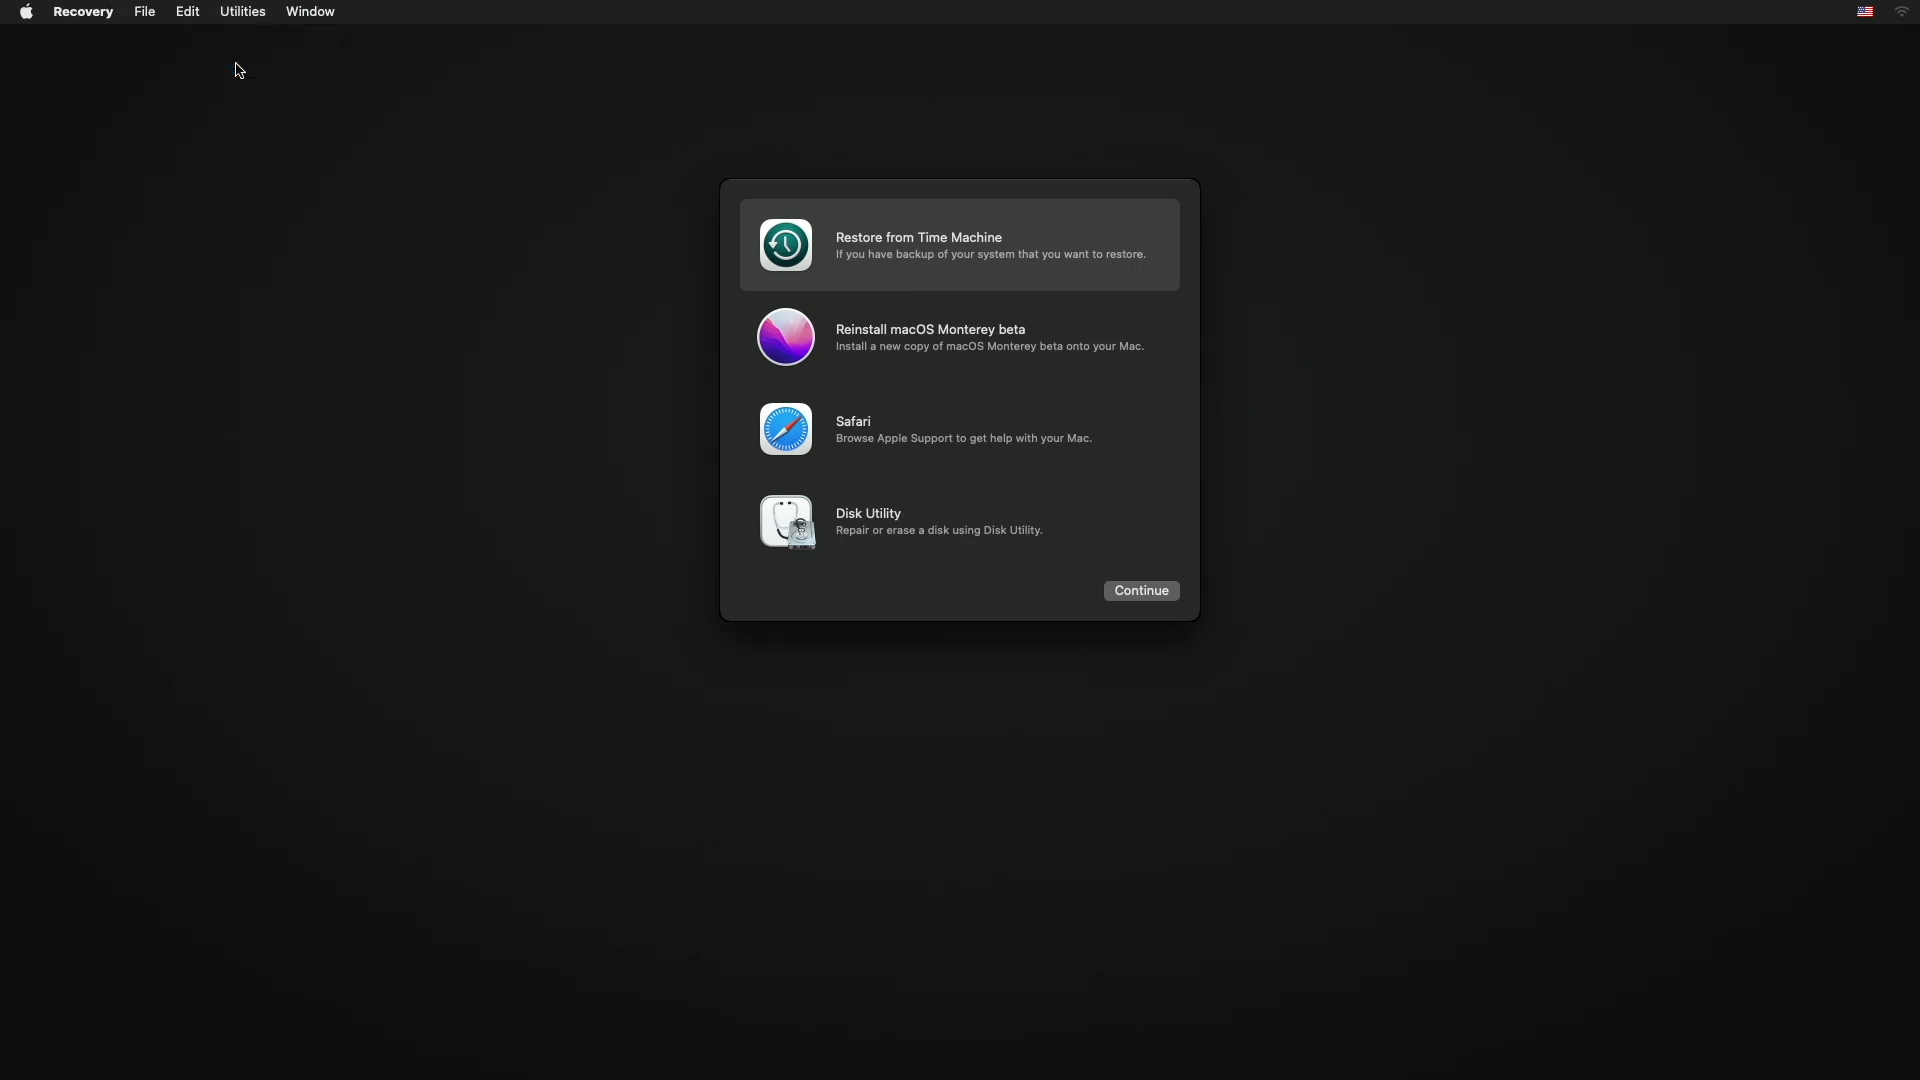 Recovery File Edit Utilities Window
Restore from Time Machine
If you have backup of your system that you want to restore.
Reinstall macOS Monterey beta
Install a new copy of macOS Monterey beta onto your Mac.
Safari
Browse Apple Support to get help with your Mac.
Disk Utility
Repair or erase a disk using Disk Utility.
Continue